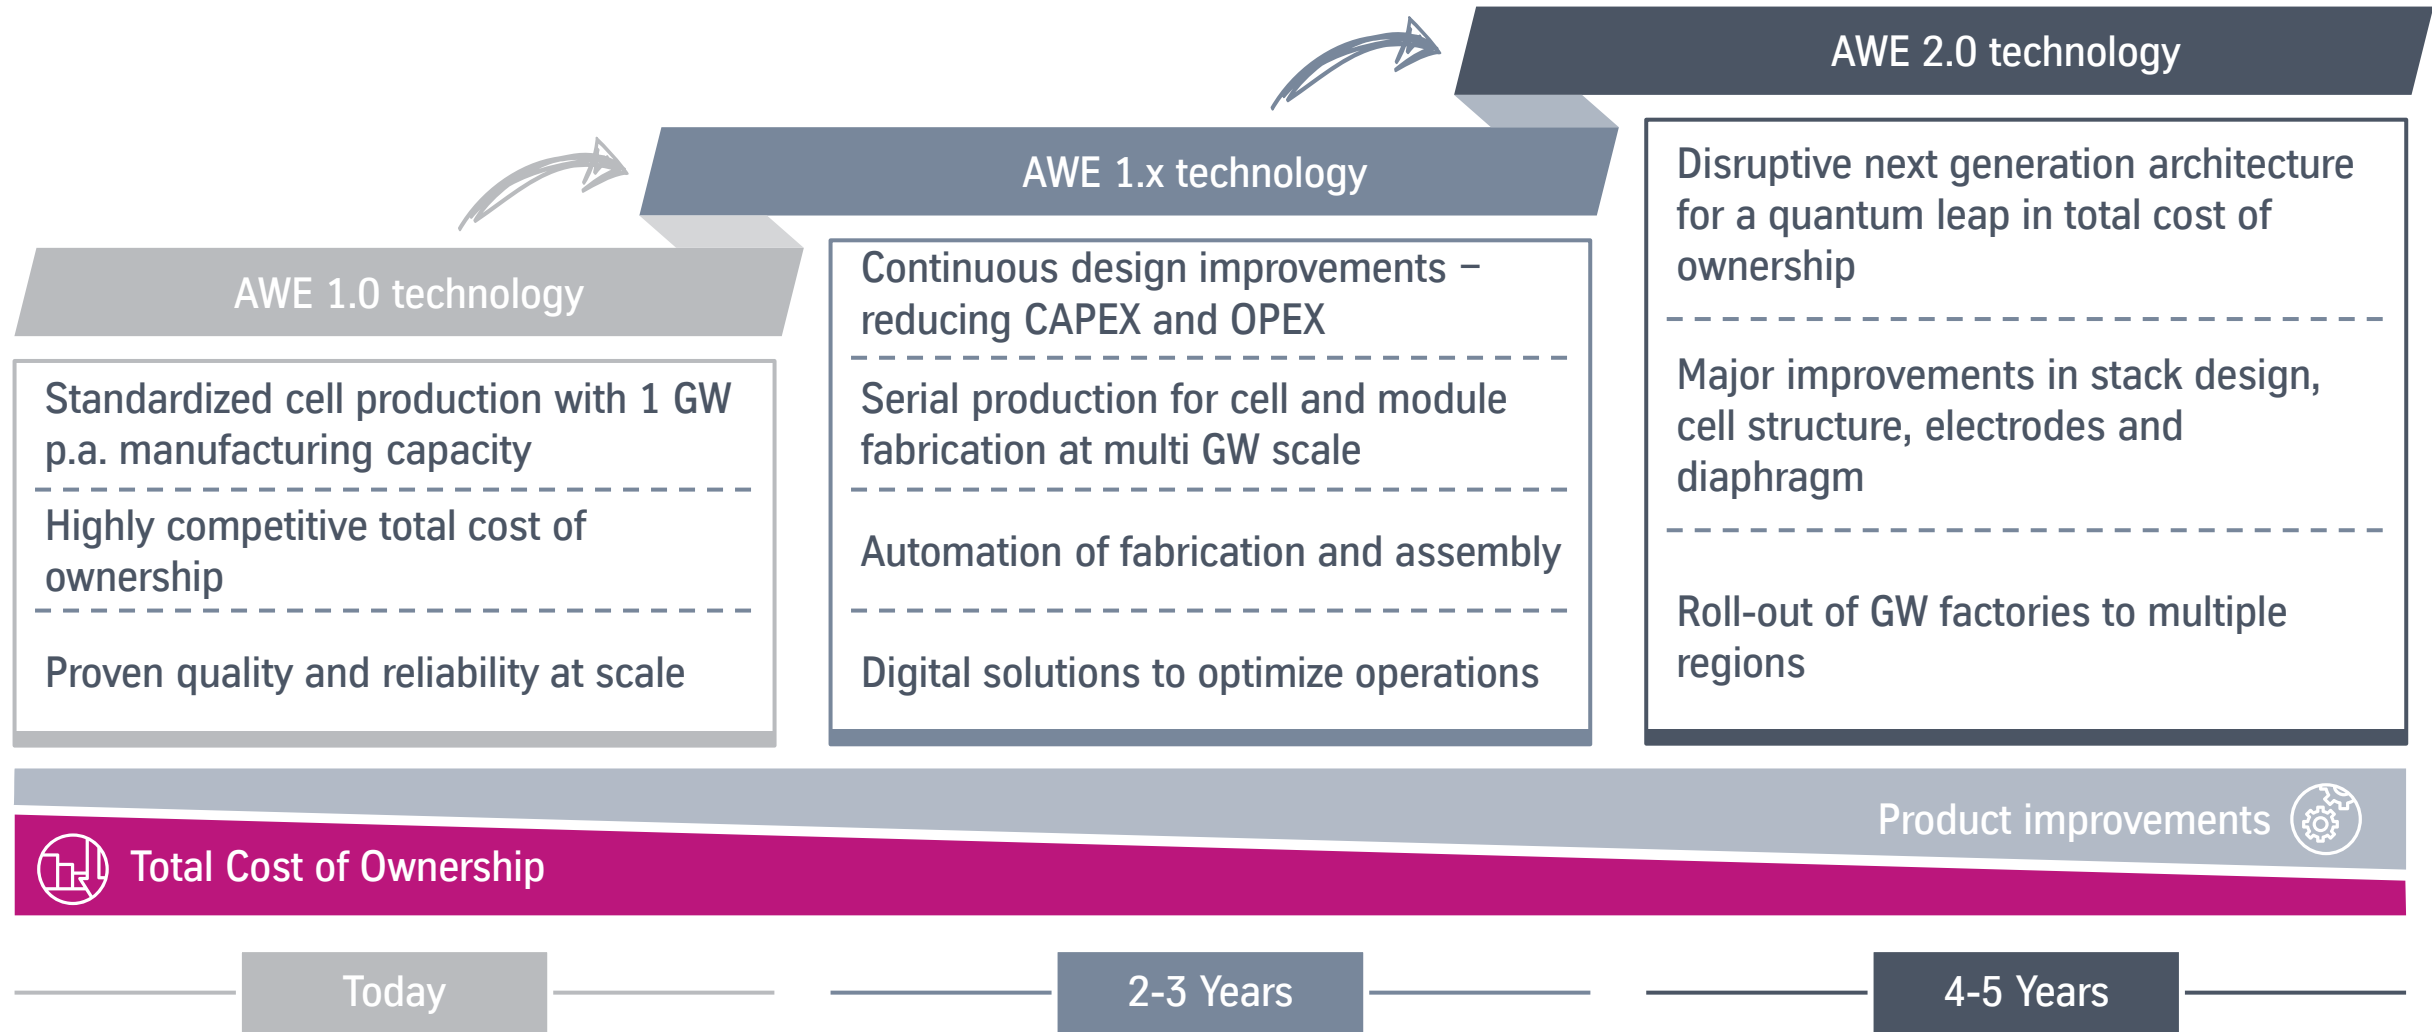 AWE 1.0 technology
Standardized cell production with 1 GW
p.a. manufacturing capacity
Highly competitive total cost of
ownership
Proven quality and reliability at scale
AWE 1.x technology
Continuous design improvements –
reducing CAPEX and OPEX
Serial production for cell and module
fabrication at multi GW scale
Automation of fabrication and assembly
Digital solutions to optimize operations
AWE 2.0 technology
Disruptive next generation architecture
for a quantum leap in total cost of
ownership
Major improvements in stack design,
cell structure, electrodes and
diaphragm
Roll-out of GW factories to multiple
regions
Product improvements
Total Cost of Ownership
Today
2-3 Years
4-5 Years